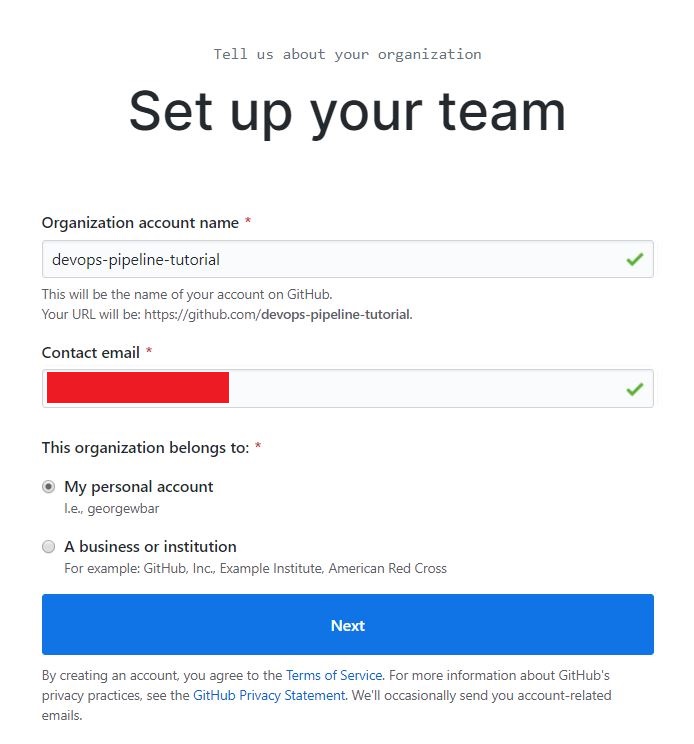 Tell us about your organization
Set up your team
Organization account name *
devops-pipeline-tutorial
This will be the name of your account on GitHub.
Your URL will be: https://github.com/devops-pipeline-tutorial.
Contact email *
This organization belongs to: *
My personal account
I.e., georgewbar
A business or institution
For example: GitHub, Inc., Example Institute, American Red Cross
Next
By creating an account, you agree to the Terms of Service. For more information about GitHub's
privacy practices, see the GitHub Privacy Statement. We'll occasionally send you account-related
emails.